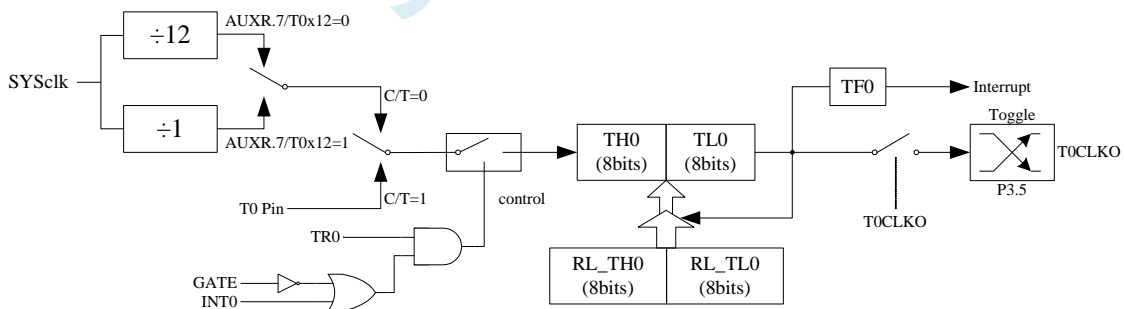 AUXR.7/T0x12=0
÷12
SYSclk
÷1
AUXR.7/T0x12=1
C/T=0
C/T=1
T0 Pin
control
TR0
GATE
INT0
TH0
(8bits)
TL0
(8bits)
RL_TH0
(8bits)
RL_TL0
(8bits)
TF0
Interrupt
Toggle
T0CLKO
P3.5
T0CLKO